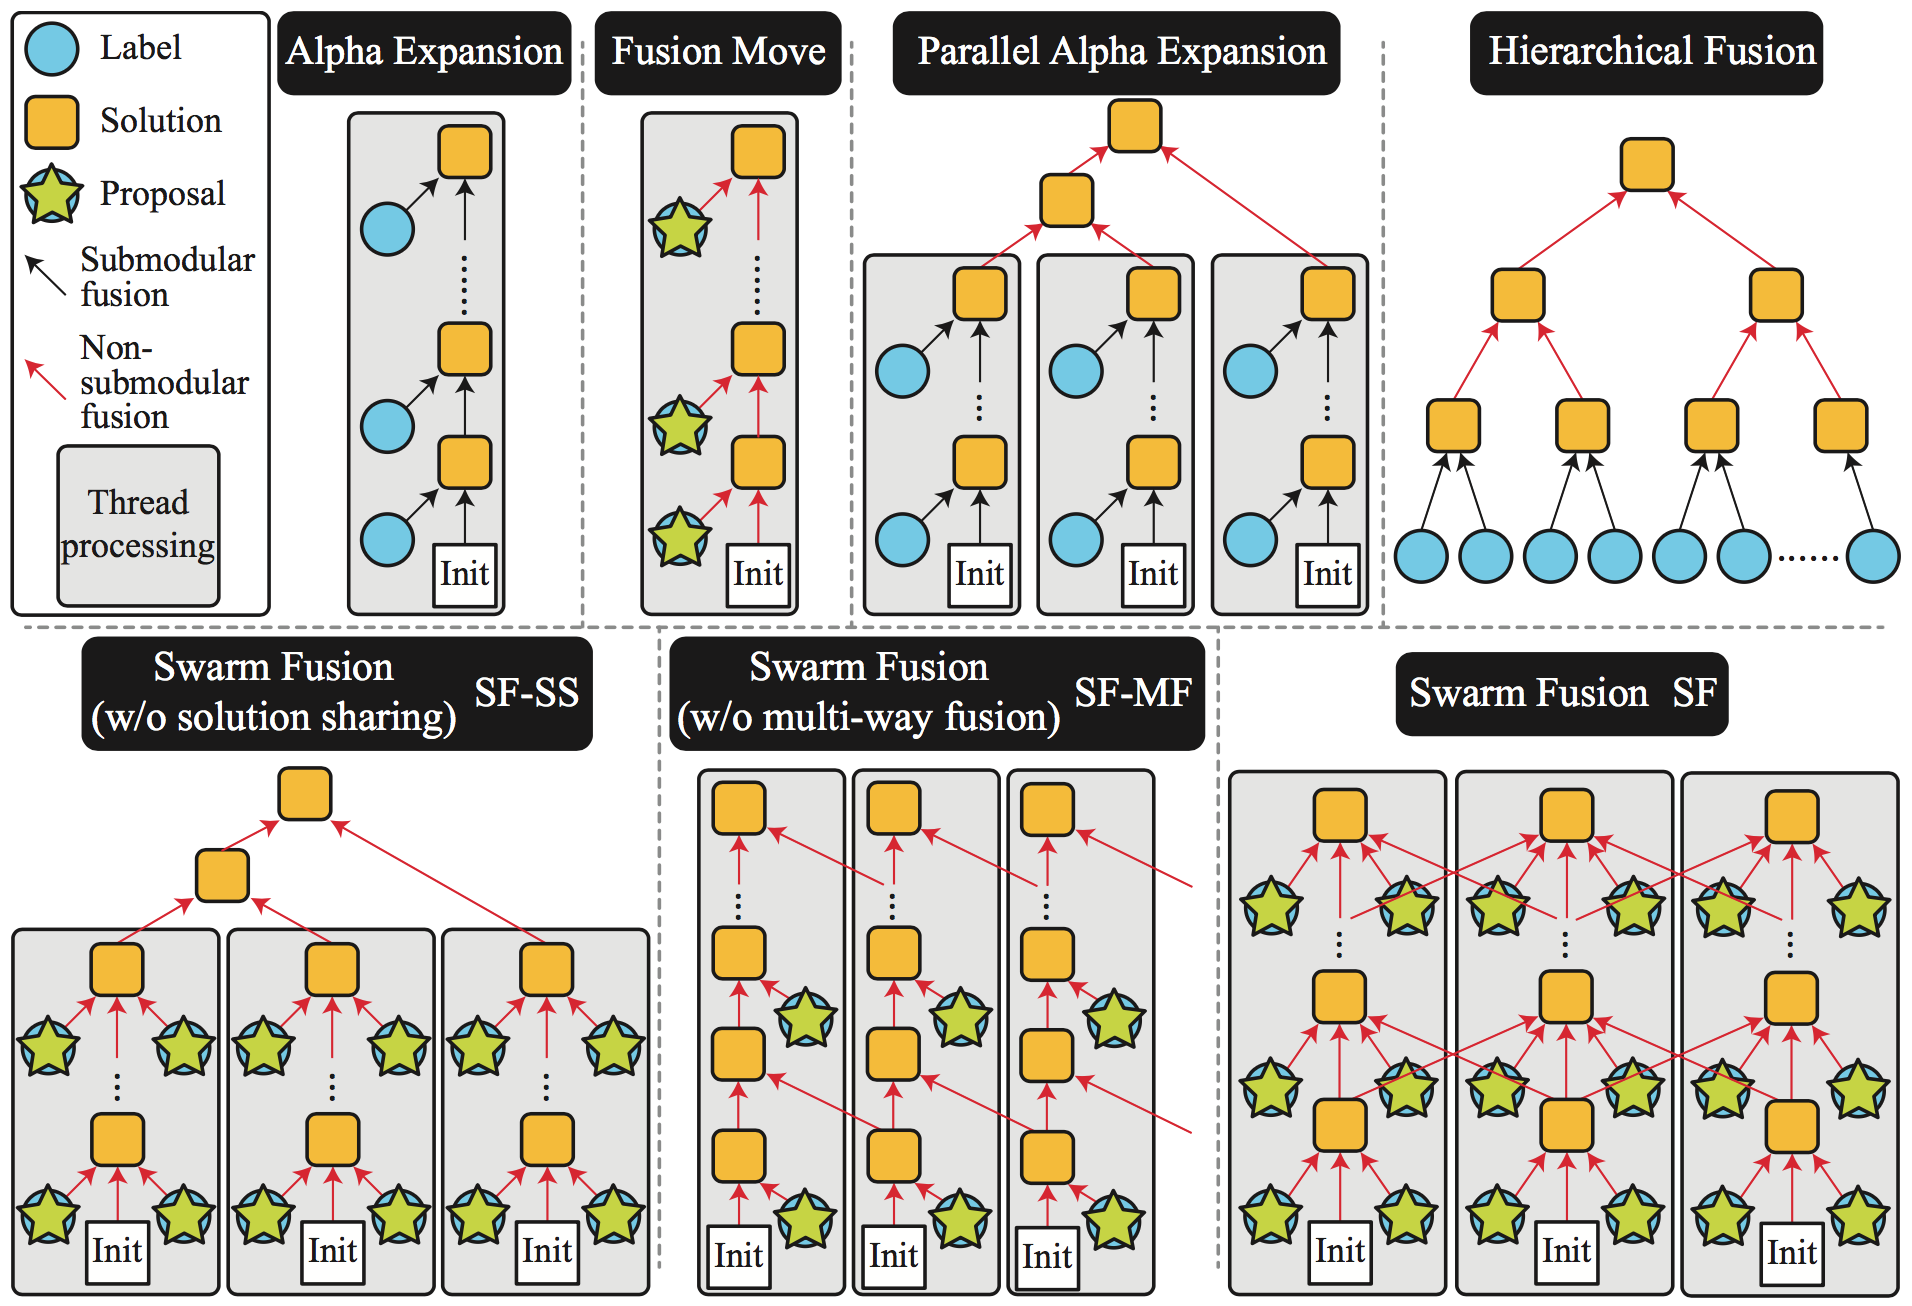 Label
Solution
Proposal
Submodular
fusion
Non-
submodular
fusion
Thread
processing
Alpha Expansion
Init
Fusion Move
Init
Parallel Alpha Expansion
Init
Init
Init
Hierarchical Fusion
Swarm Fusion
(w/o solution sharing)
SF-SS
Init
Init
Init
Swarm Fusion
(w/o multi-way fusion)
SF-MF
Init
Init
Init
Swarm Fusion SF
Init
Init
Init